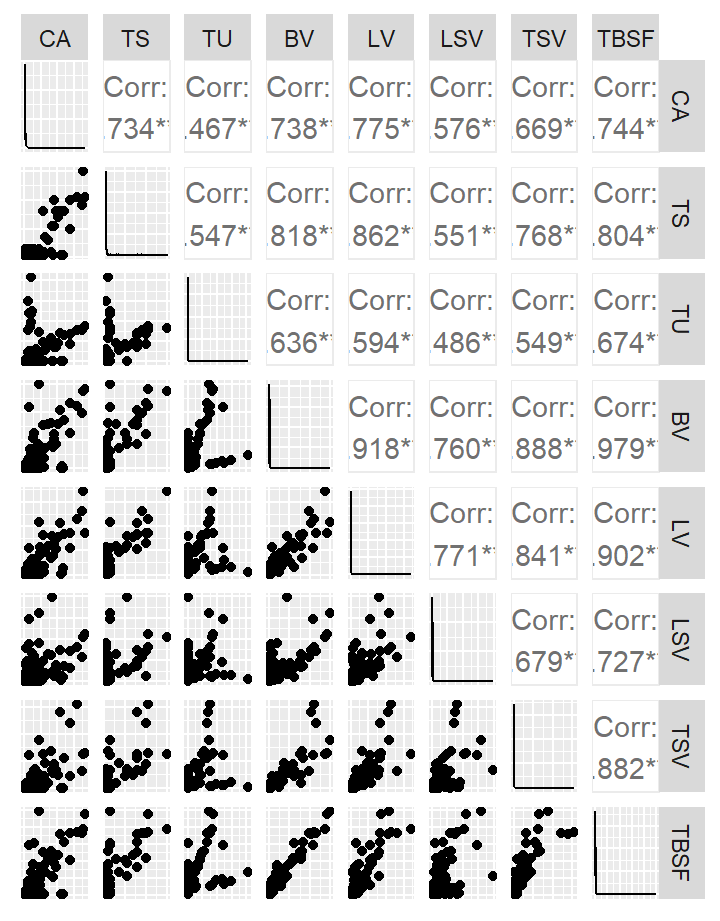 CA TS TU BV LV LSV TSV TBSF
Corr: Corr: Corr: Corr: Corr: Corr: Corr: CA
.734** .467** .738** .775** .576** .669** .744**
Corr: Corr: Corr: Corr: Corr: Corr: TS
.547** .818** .862** .551** .768** .804**
Corr: Corr: Corr: Corr: Corr: TU
.636** .594** .486** .549** .674**
Corr: Corr: Corr: Corr: BV
.918** .760** .888** .979**
Corr: Corr: Corr: LV
.771** .841** .902**
Corr: Corr: LSV
.679** .727**
Corr: TSV
.882**
TBSF